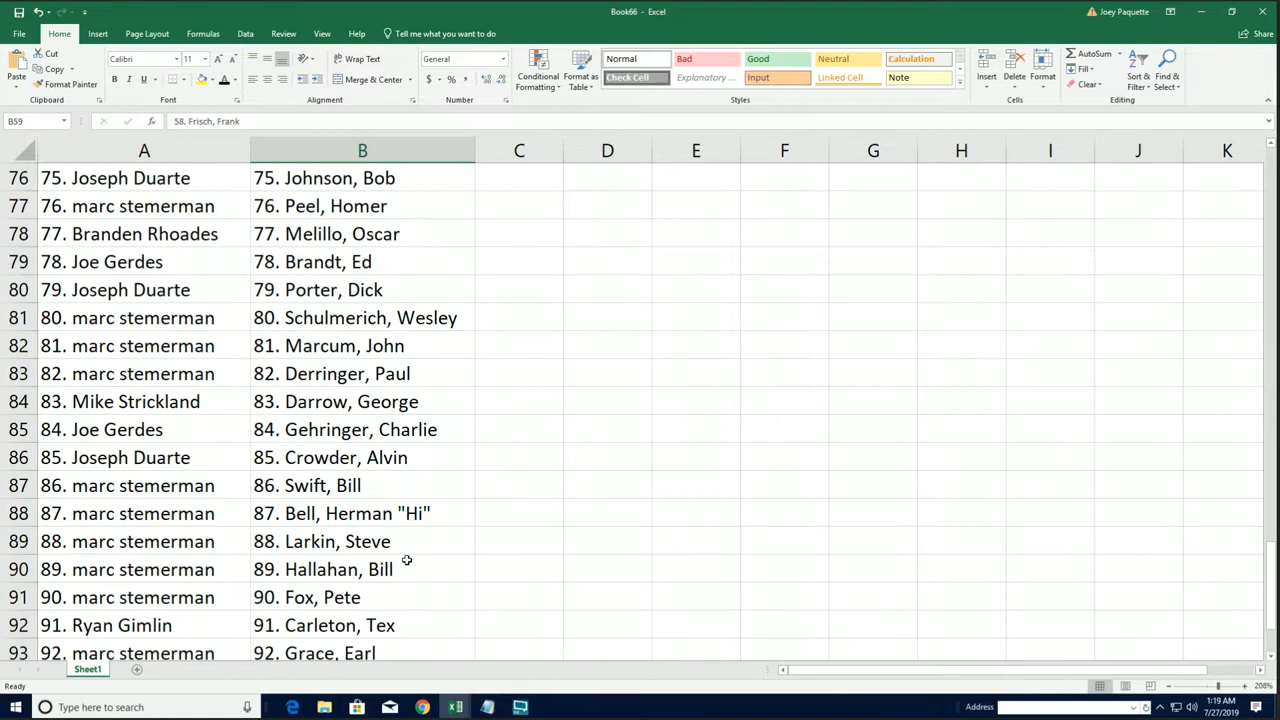 Book66 - Excel
Joey Paquette
File Home Insert Page Layout Formulas Data Review View Help Tell me what you want to do Share
Paste Cut Copy Format Painter Clipboard
Calibri 11 A A B I U A Font
ab Wrap Text Merge & Center Alignment
General $ % , Number
Conditional Formatting Format as Table
Normal Bad Good Neutral Calculation
Check Cell Explanatory ... Input Linked Cell Note
Styles
Insert Delete Format Cells
AutoSum Fill Clear Sort & Filter Find & Select Editing
B59 fx 58. Frisch, Frank
A B C D E F G H I J K
76 75. Joseph Duarte 75. Johnson, Bob
77 76. marc stemerman 76. Peel, Homer
78 77. Branden Rhoades 77. Melillo, Oscar
79 78. Joe Gerdes 78. Brandt, Ed
80 79. Joseph Duarte 79. Porter, Dick
81 80. marc stemerman 80. Schulmerich, Wesley
82 81. marc stemerman 81. Marcum, John
83 82. marc stemerman 82. Derringer, Paul
84 83. Mike Strickland 83. Darrow, George
85 84. Joe Gerdes 84. Gehringer, Charlie
86 85. Joseph Duarte 85. Crowder, Alvin
87 86. marc stemerman 86. Swift, Bill
88 87. marc stemerman 87. Bell, Herman "Hi"
89 88. marc stemerman 88. Larkin, Steve
90 89. marc stemerman 89. Hallahan, Bill
91 90. marc stemerman 90. Fox, Pete
92 91. Ryan Gimlin 91. Carleton, Tex
93 92. marc stemerman 92. Grace, Earl
Sheet1
Ready 208%
Type here to search Address 1:19 AM
7/27/2019